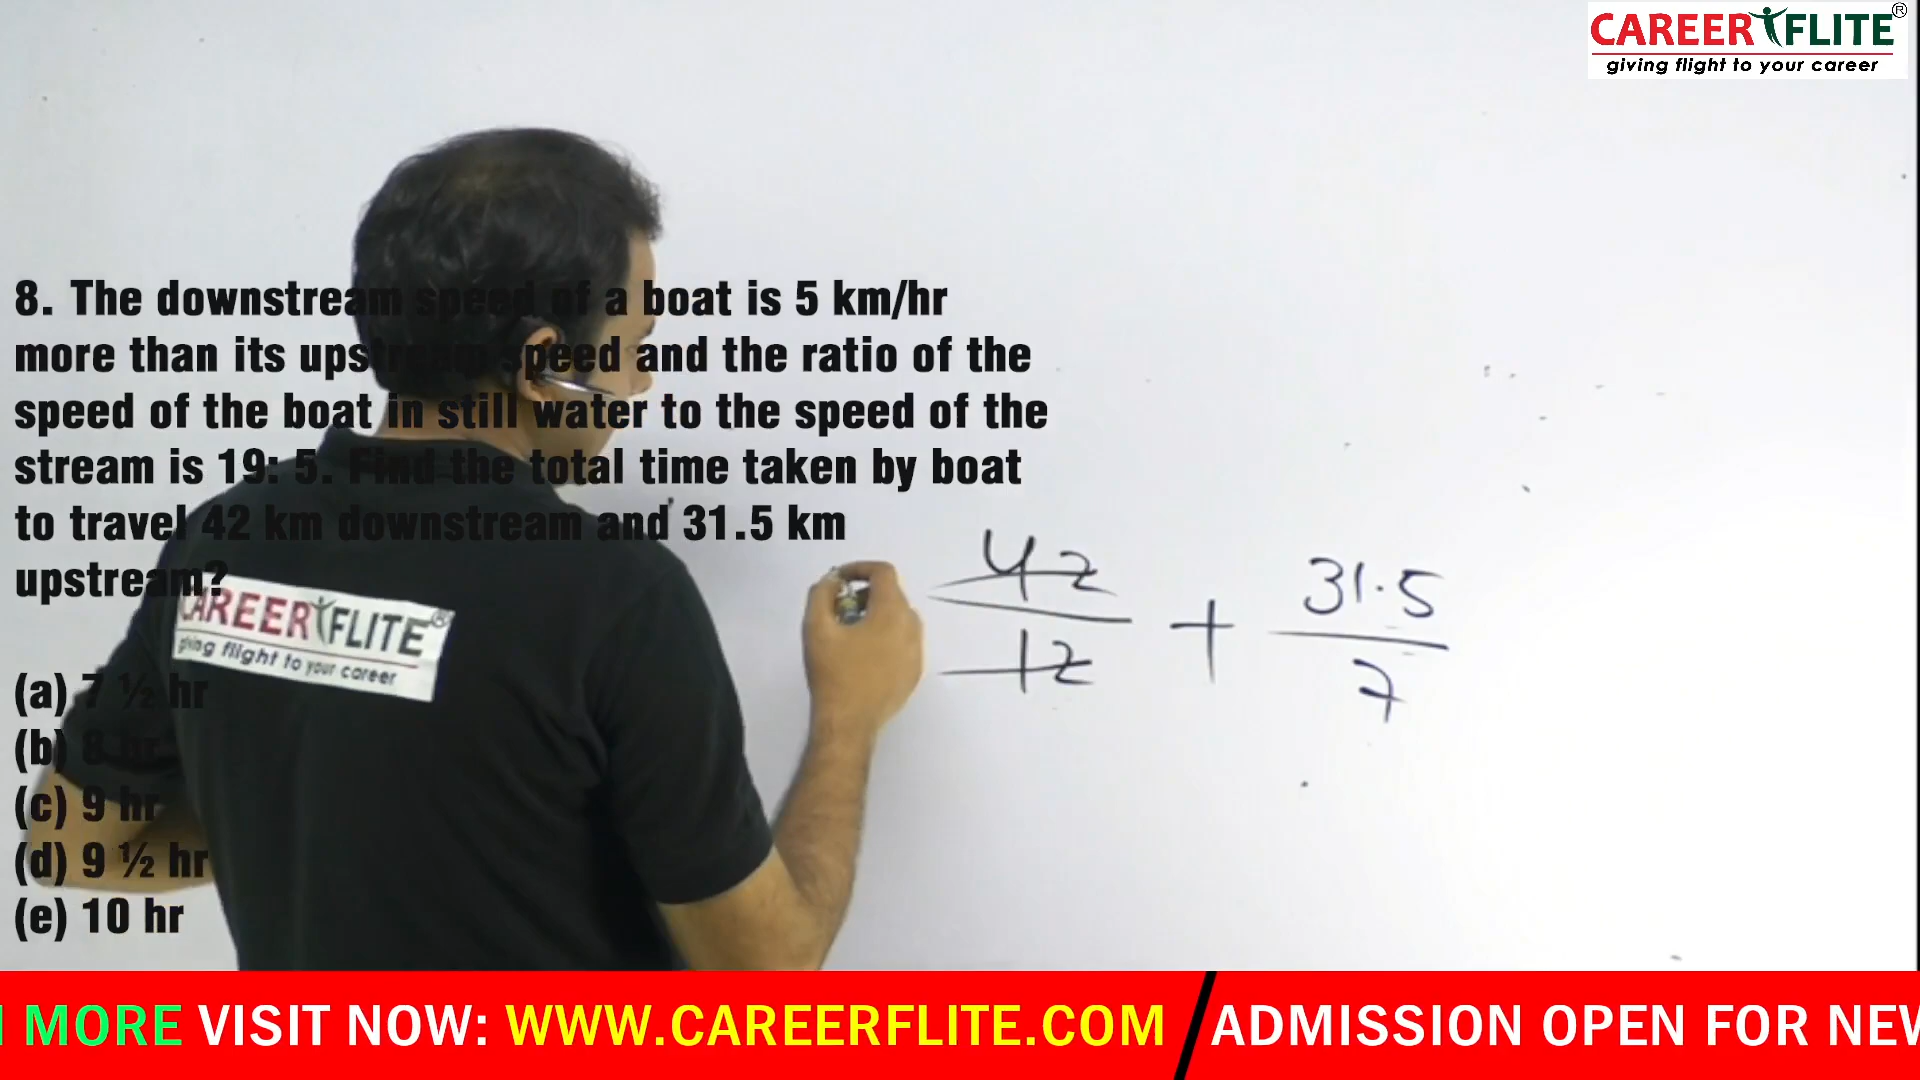 CAREER FLITE®
giving flight to your career
8. The downstream speed of a boat is 5 km/hr
more than its upstream speed and the ratio of the
speed of the boat in still water to the speed of the
stream is 19: 5. Find the total time taken by boat
to travel 42 km downstream and 31.5 km
upstream?
42/12 + 31.5/7
CAREER FLITE®
giving flight to your career
(a) 7 ½ hr
(b) 8 hr
(c) 9 hr
(d) 9 ½ hr
(e) 10 hr
MORE VISIT NOW: WWW.CAREERFLITE.COM / ADMISSION OPEN FOR NEW